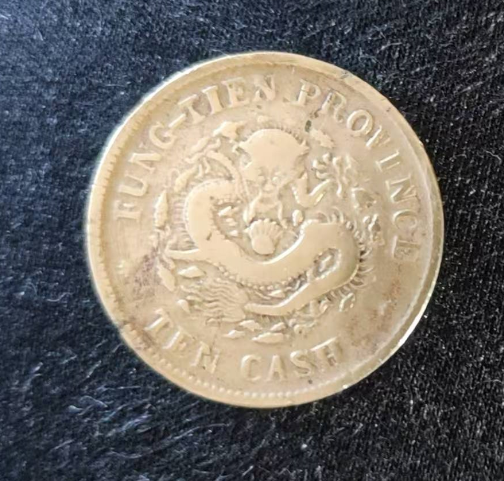 FUNG-TIEN PROVINCE
TEN CASH